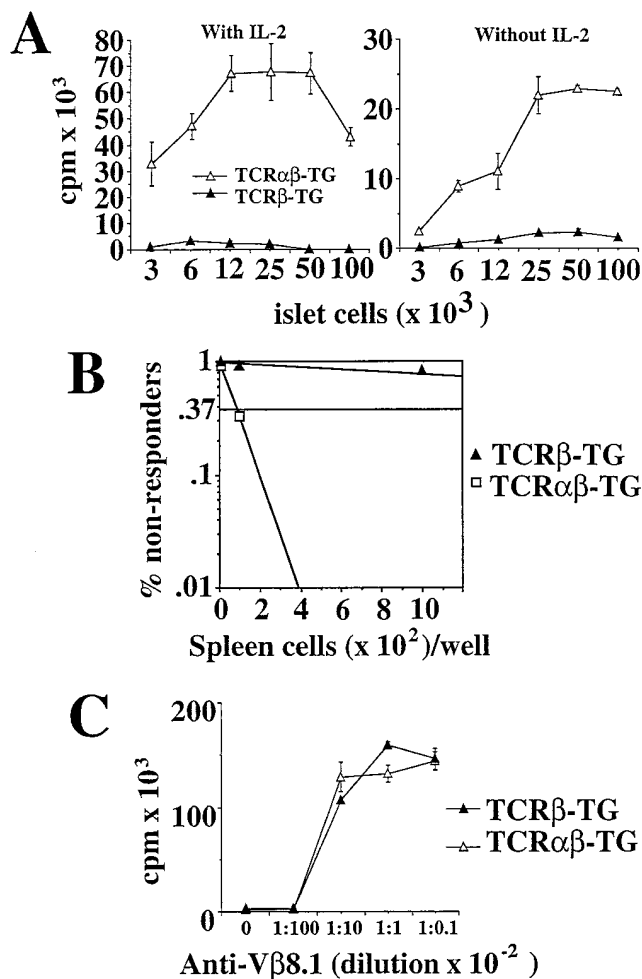 A
With IL-2
Without IL-2
cpm x 10³
80
70
60
50
40
30
20
10
0
TCRαβ-TG
TCRβ-TG
30
20
10
0
3 6 12 25 50 100
3 6 12 25 50 100
islet cells (x 10³)
B
% non-responders
1
.37
.1
.01
0 2 4 6 8 10
Spleen cells (x 10²)/well
TCRβ-TG
TCRαβ-TG
C
cpm x 10³
200
100
0
0 1:100 1:10 1:1 1:0.1
Anti-Vβ8.1 (dilution x 10⁻²)
TCRβ-TG
TCRαβ-TG